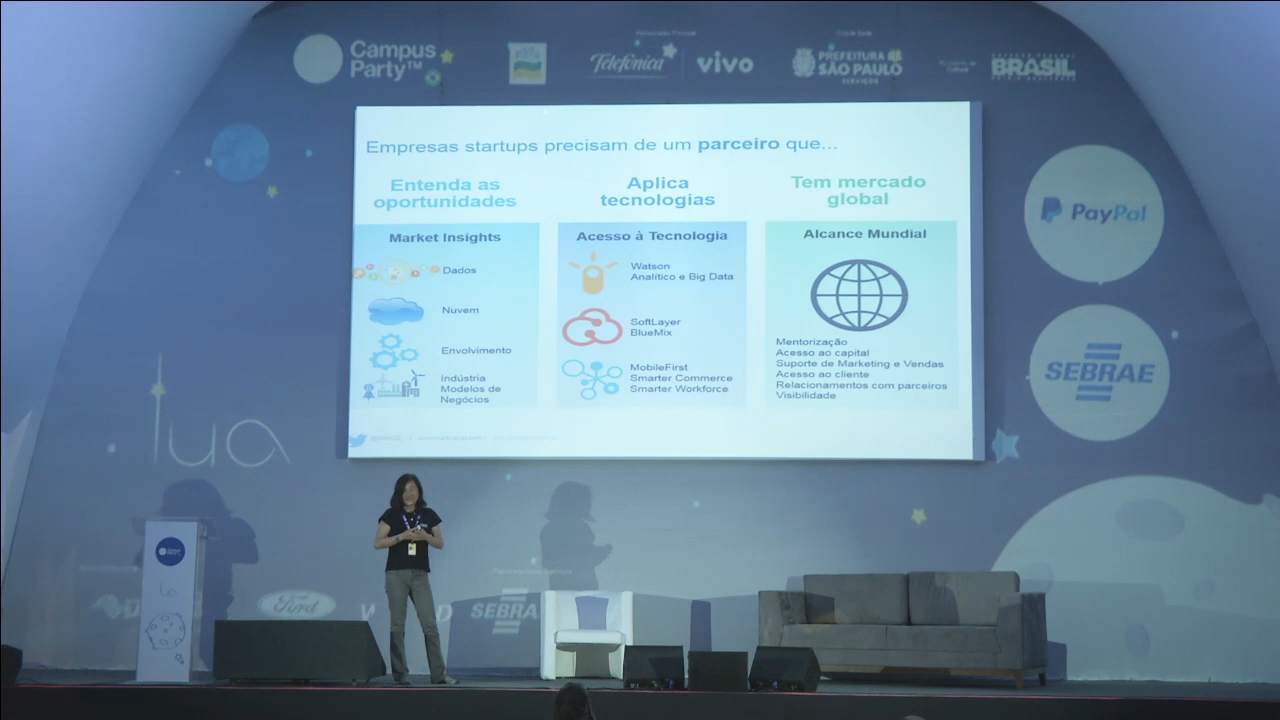 Campus
Party™
Telefónica
vivo
PREFEITURA
SÃO PAULO
SERVIÇOS
BRASIL
Empresas startups precisam de um parceiro que...
Entenda as
oportunidades
Market Insights
Dados
Nuvem
Envolvimento
Indústria
Modelos de
Negócios
Aplica
tecnologias
Acesso à Tecnologia
Watson
Analítico e Big Data
SoftLayer
BlueMix
MobileFirst
Smarter Commerce
Smarter Workforce
Tem mercado
global
Alcance Mundial
Mentorização
Acesso ao capital
Suporte de Marketing e Vendas
Acesso ao cliente
Relacionamentos com parceiros
Visibilidade
PayPal
SEBRAE
lua
Ford